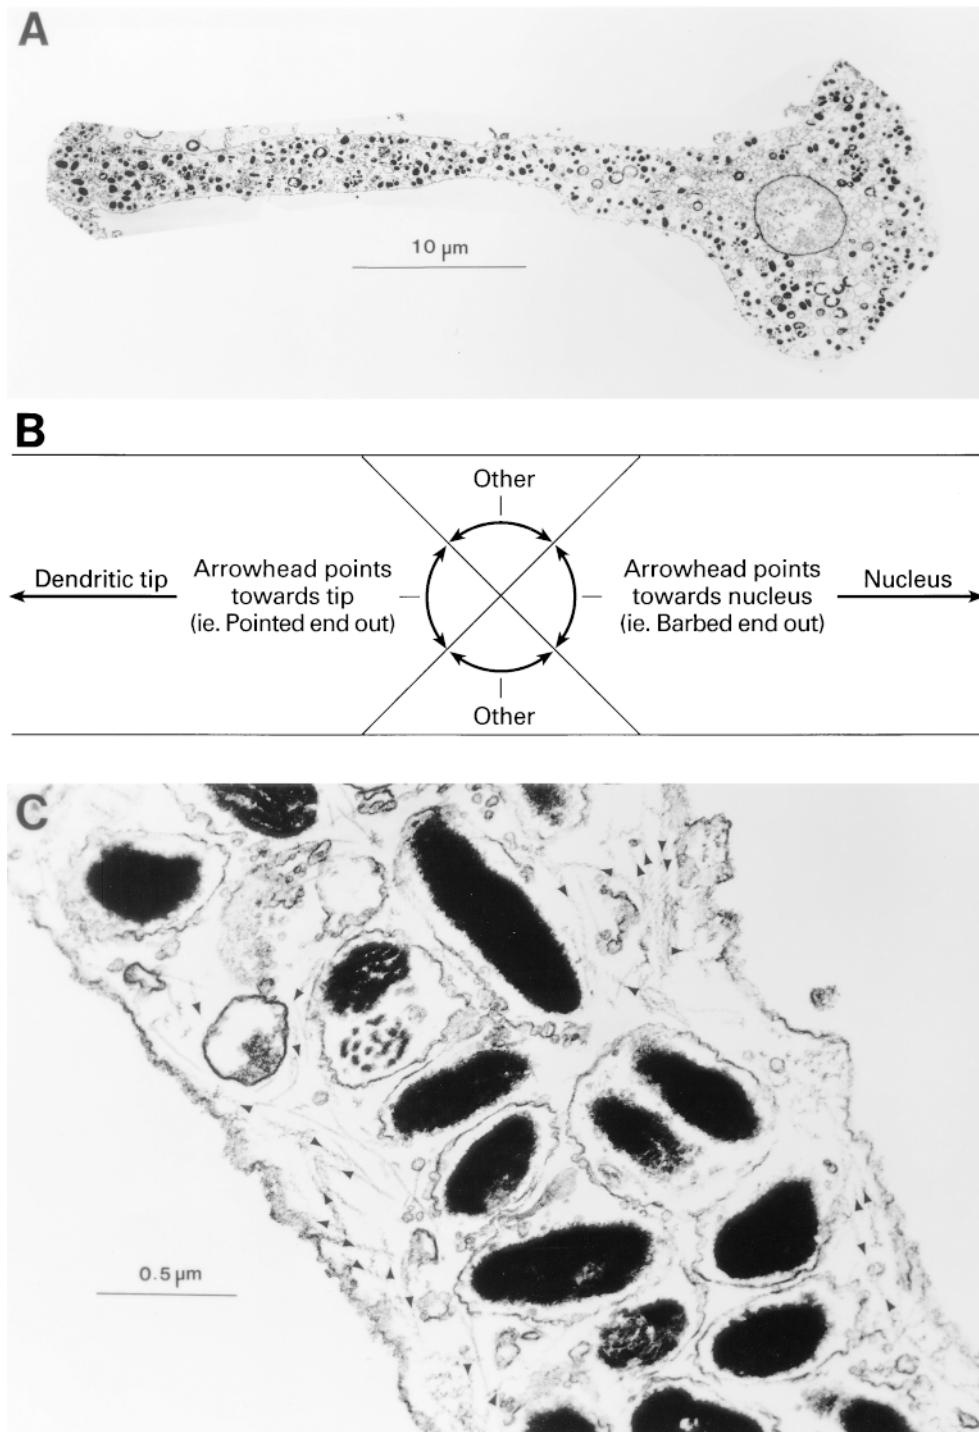 A
10 µm
B
Other
Dendritic tip
Arrowhead points
towards tip
(ie. Pointed end out)
Arrowhead points
towards nucleus
(ie. Barbed end out)
Nucleus
Other
C
0.5 µm